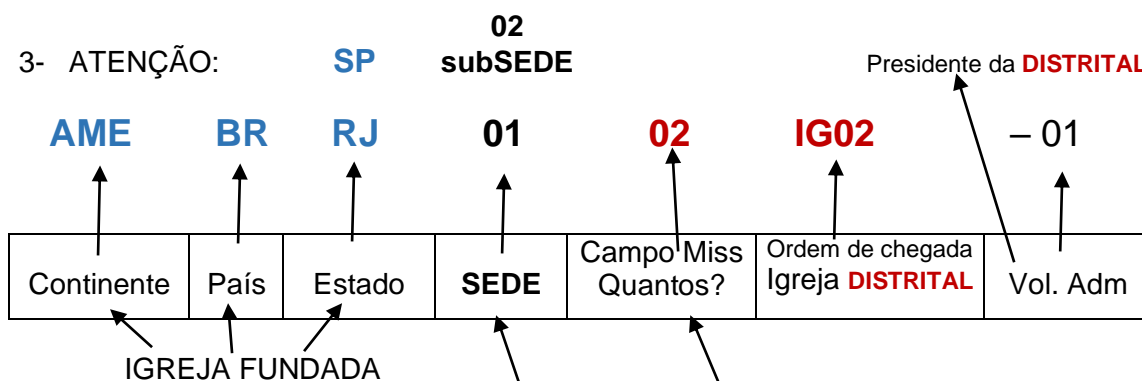 02
3- ATENÇÃO: SP subSEDE
Presidente da DISTRITAL
AME BR RJ 01 02 IG02 – 01
Continente País Estado SEDE Campo Miss Quantos? Ordem de chegada Igreja DISTRITAL Vol. Adm
IGREJA FUNDADA